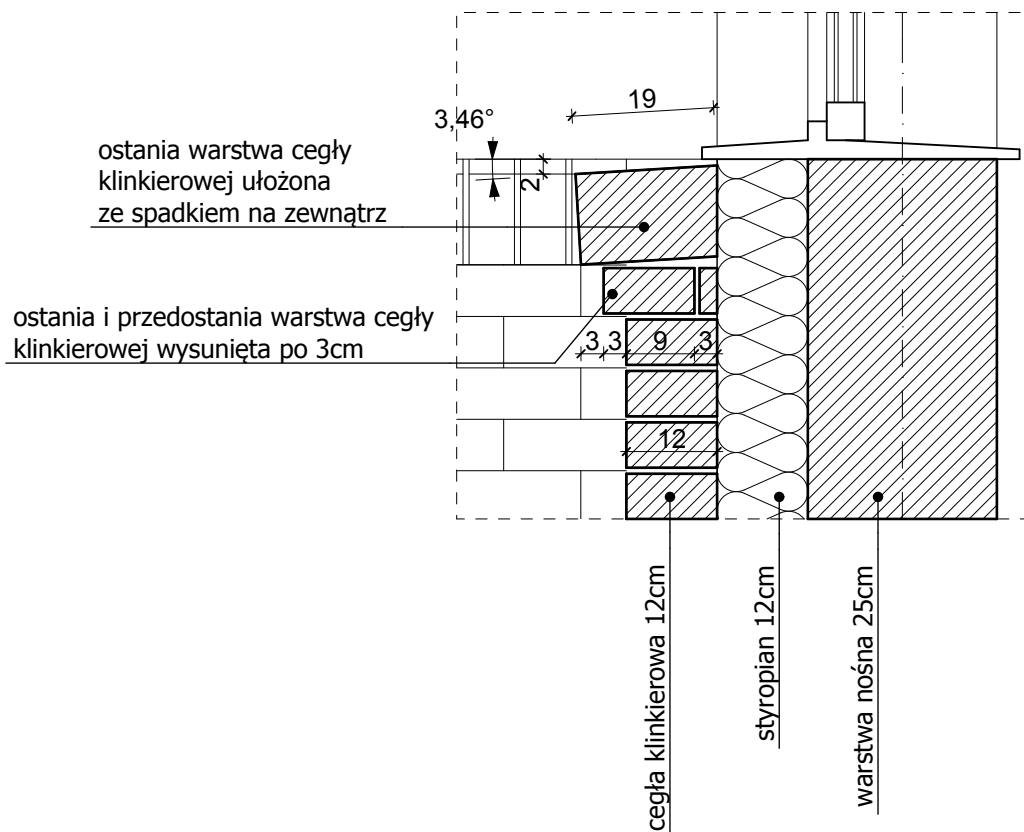 19
3,46°
ostania warstwa cegły
klinkierowej ułożona
ze spadkiem na zewnątrz
2
ostania i przedostania warstwa cegły
klinkierowej wysunięta po 3cm
3 3 9 3
12
cegła klinkierowa 12cm
styropian 12cm
warstwa nośna 25cm